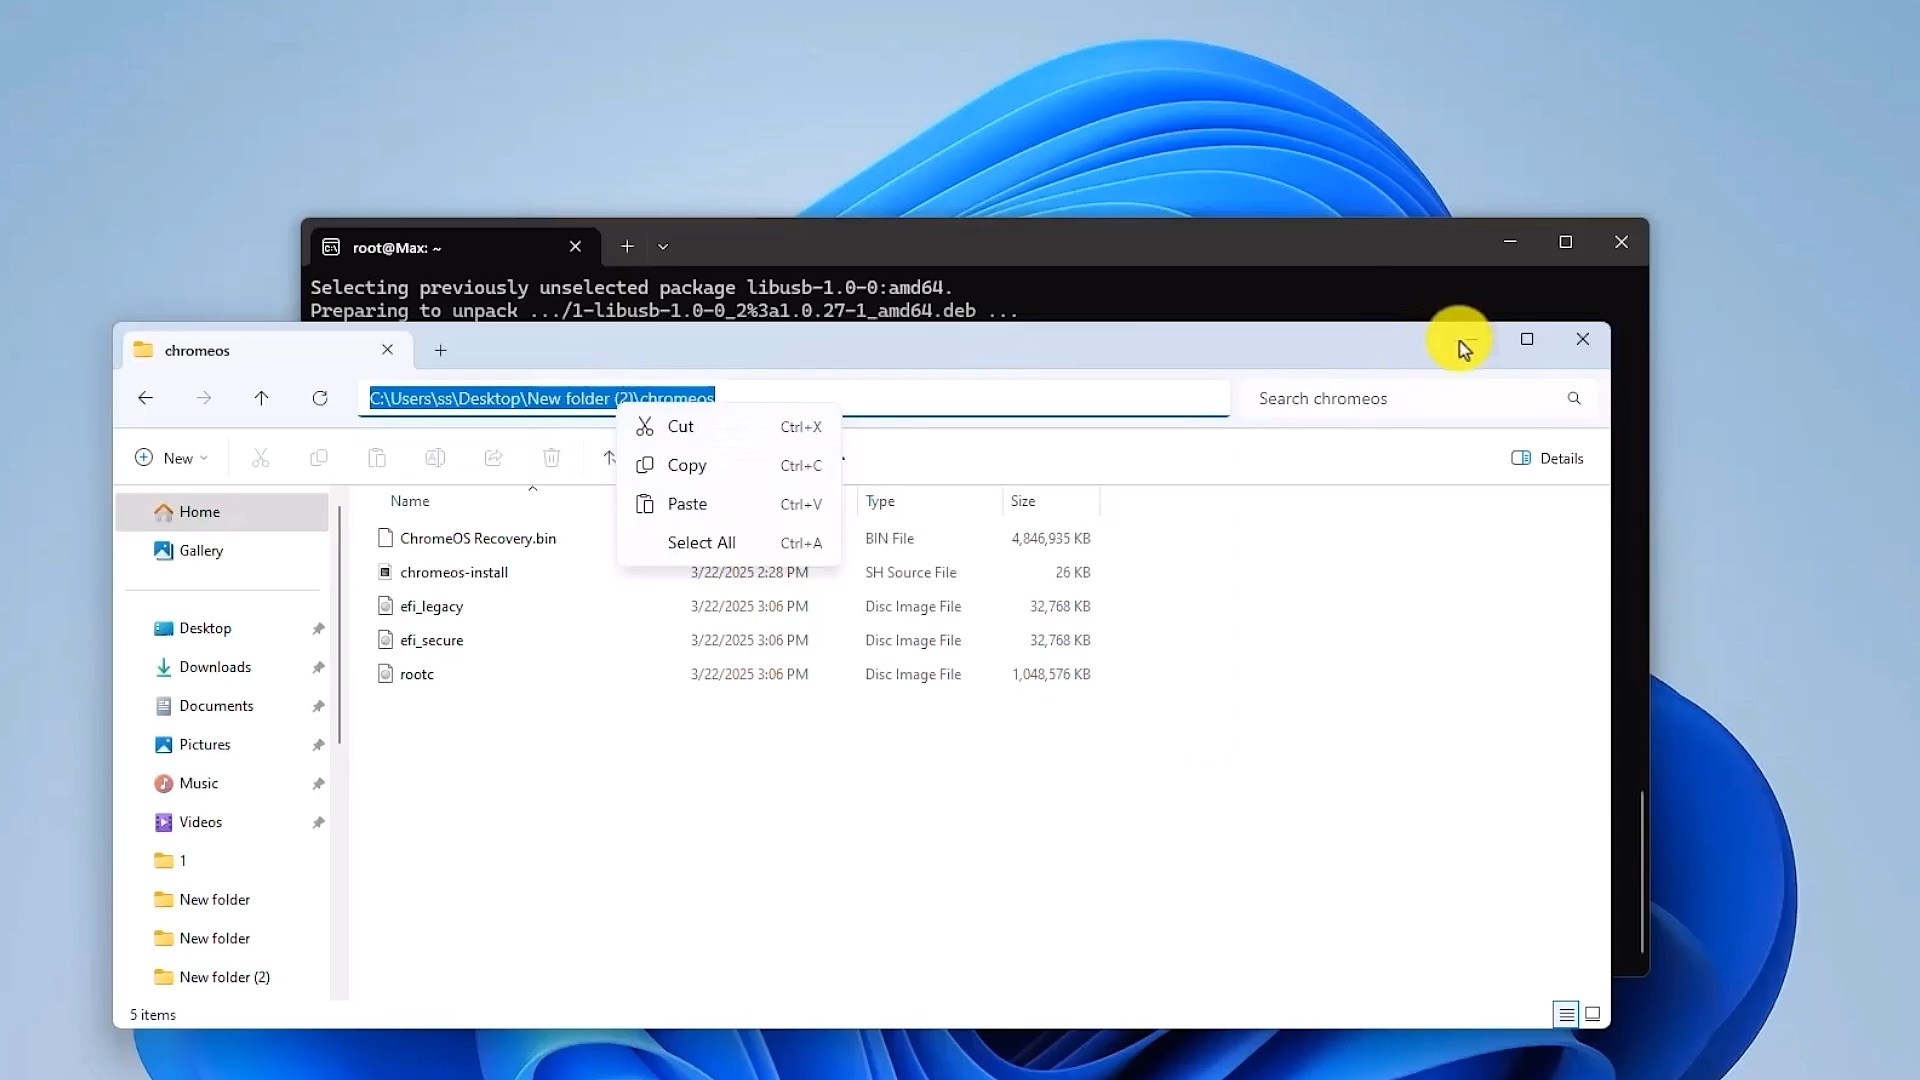 root@Max: ~
Selecting previously unselected package libusb-1.0-0:amd64.
Preparing to unpack .../1-libusb-1.0-0_2%3a1.0.27-1_amd64.deb ...
chromeos
C:\Users\ss\Desktop\New folder (2)\chromeos
Search chromeos
Cut Ctrl+X
Copy Ctrl+C
Paste Ctrl+V
Select All Ctrl+A
New
Details
Name Type Size
ChromeOS Recovery.bin BIN File 4,846,935 KB
chromeos-install 3/22/2025 2:28 PM SH Source File 26 KB
efi_legacy 3/22/2025 3:06 PM Disc Image File 32,768 KB
efi_secure 3/22/2025 3:06 PM Disc Image File 32,768 KB
rootc 3/22/2025 3:06 PM Disc Image File 1,048,576 KB
Home
Gallery
Desktop
Downloads
Documents
Pictures
Music
Videos
1
New folder
New folder
New folder (2)
5 items